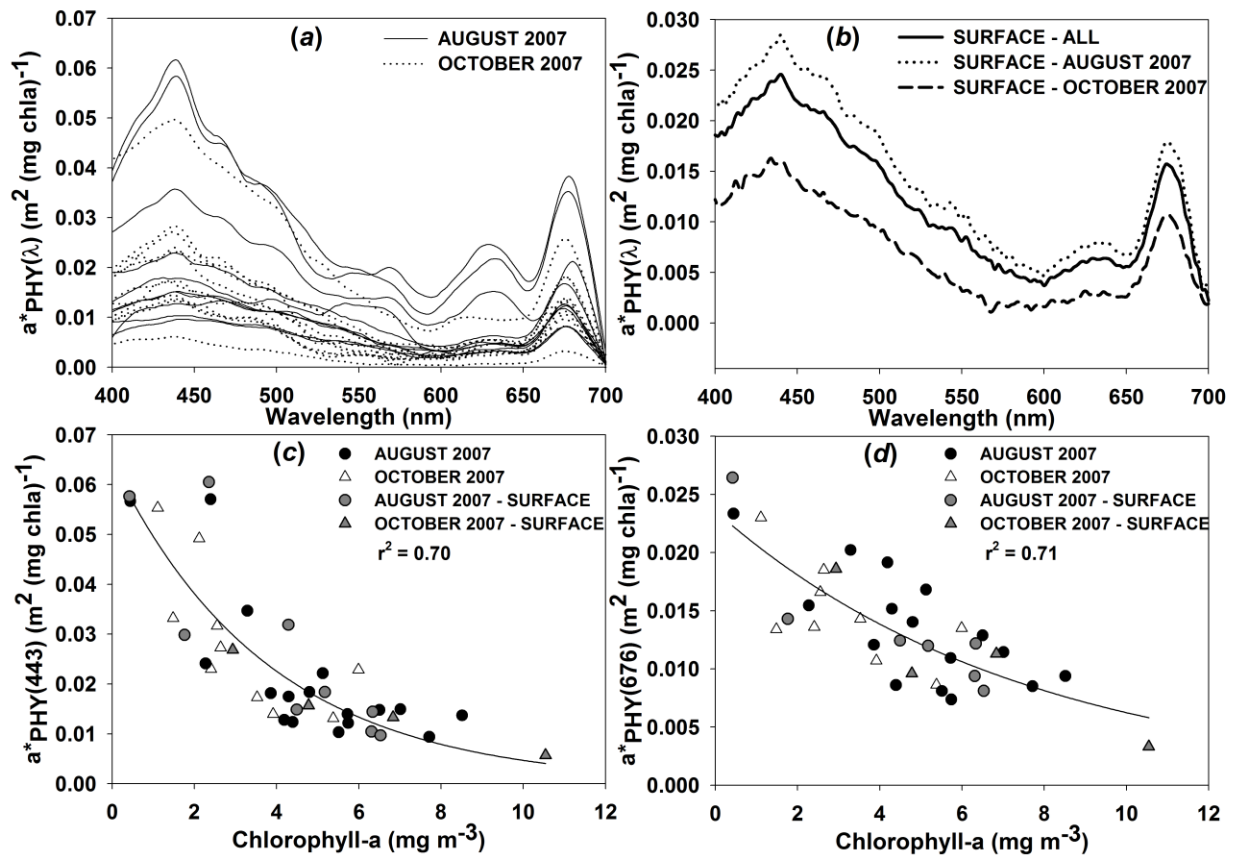 (a)
AUGUST 2007
OCTOBER 2007
a*PHY(λ) (m² (mg chla)⁻¹
0.07
0.06
0.05
0.04
0.03
0.02
0.01
0.00
400 450 500 550 600 650 700
Wavelength (nm)
(b)
SURFACE - ALL
SURFACE - AUGUST 2007
SURFACE - OCTOBER 2007
a*PHY(λ) (m² (mg chla)⁻¹
0.030
0.025
0.020
0.015
0.010
0.005
0.000
400 450 500 550 600 650 700
Wavelength (nm)
(c)
AUGUST 2007
OCTOBER 2007
AUGUST 2007 - SURFACE
OCTOBER 2007 - SURFACE
r² = 0.70
a*PHY(443) (m² (mg chla)⁻¹
0.07
0.06
0.05
0.04
0.03
0.02
0.01
0.00
0 2 4 6 8 10 12
Chlorophyll-a (mg m⁻³)
(d)
AUGUST 2007
OCTOBER 2007
AUGUST 2007 - SURFACE
OCTOBER 2007 - SURFACE
r² = 0.71
a*PHY(676) (m² (mg chla)⁻¹
0.030
0.025
0.020
0.015
0.010
0.005
0.000
0 2 4 6 8 10 12
Chlorophyll-a (mg m⁻³)